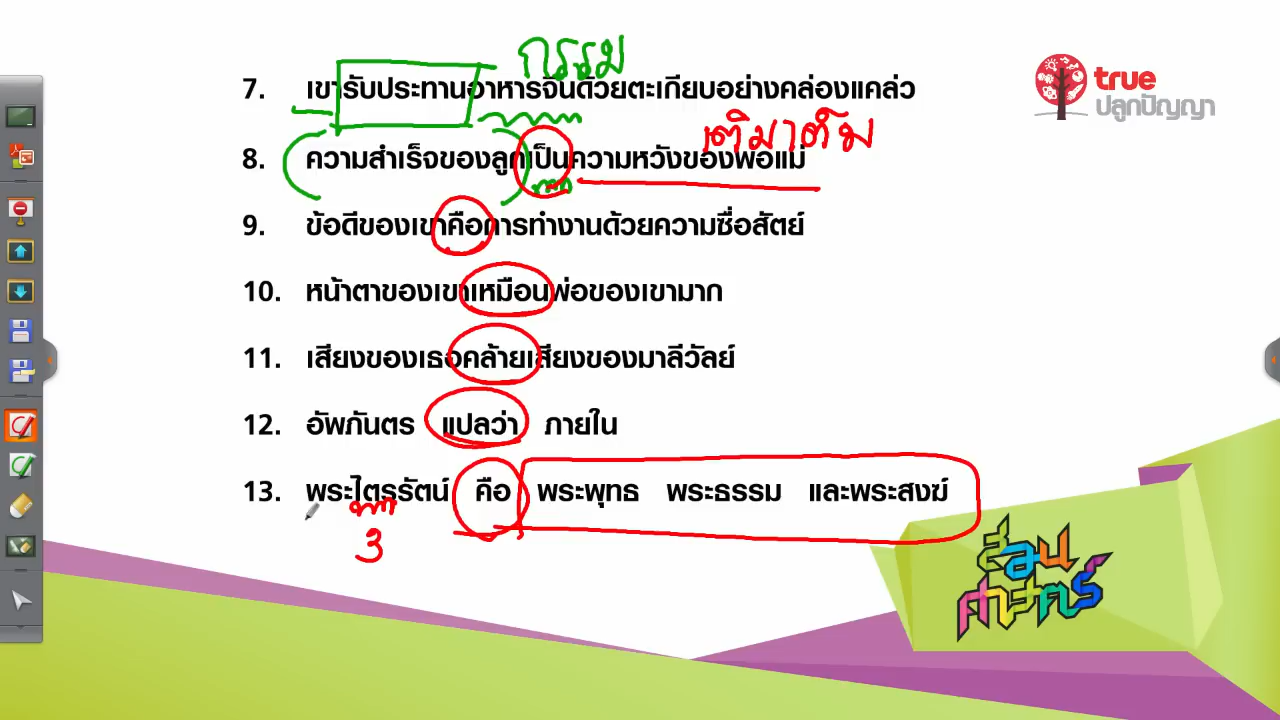 กรรม
7. เขารับประทานอาหารจีนด้วยตะเกียบอย่างคล่องแคล่ว
true
ปลูกปัญญา
เติมเต็ม
8. ความสำเร็จของลูกเป็นความหวังของพ่อแม่
9. ข้อดีของเขาคือการทำงานด้วยความซื่อสัตย์
10. หน้าตาของเขาเหมือนพ่อของเขามาก
11. เสียงของเธอคล้ายเสียงของมาลีวัลย์
12. อัพภันตร แปลว่า ภายใน
13. พระไตรรัตน์ คือ พระพุทธ พระธรรม และพระสงฆ์
3
สอน
ศาสตร์